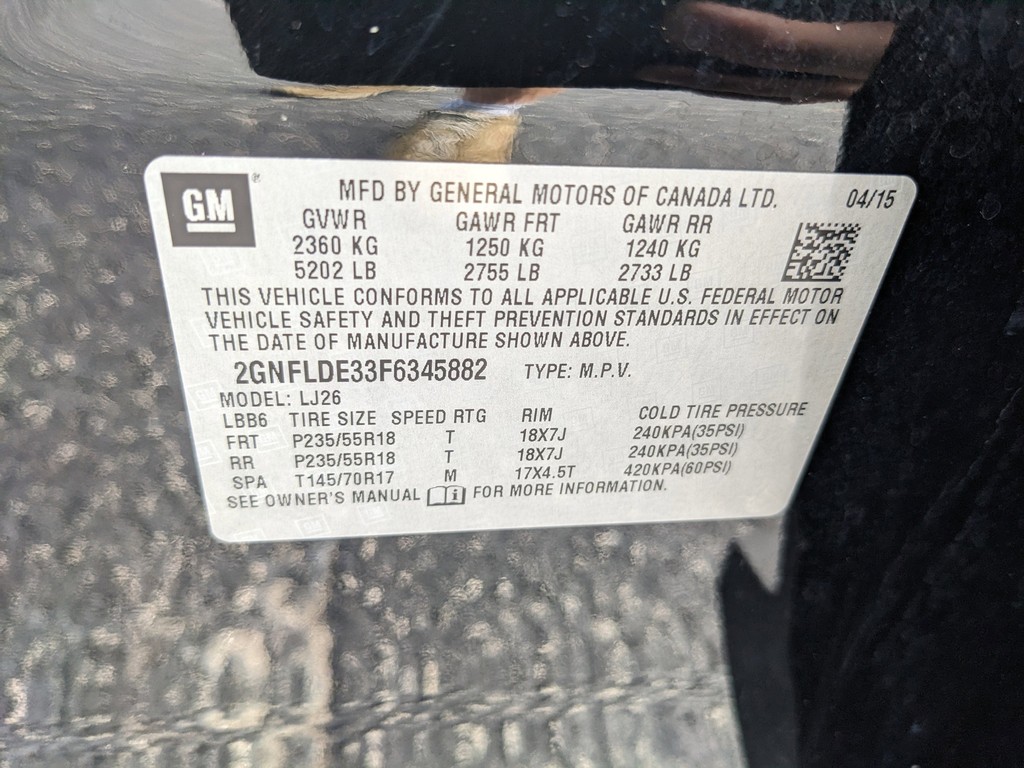 GM® MFD BY GENERAL MOTORS OF CANADA LTD. 04/15
GVWR GAWR FRT GAWR RR
2360 KG 1250 KG 1240 KG
5202 LB 2755 LB 2733 LB
THIS VEHICLE CONFORMS TO ALL APPLICABLE U.S. FEDERAL MOTOR
VEHICLE SAFETY AND THEFT PREVENTION STANDARDS IN EFFECT ON
THE DATE OF MANUFACTURE SHOWN ABOVE.
2GNFLDE33F6345882 TYPE: M.P.V.
MODEL: LJ26
LBB6 TIRE SIZE SPEED RTG RIM COLD TIRE PRESSURE
FRT P235/55R18 T 18X7J 240KPA(35PSI)
RR P235/55R18 T 18X7J 240KPA(35PSI)
SPA T145/70R17 M 17X4.5T 420KPA(60PSI)
SEE OWNER'S MANUAL FOR MORE INFORMATION.